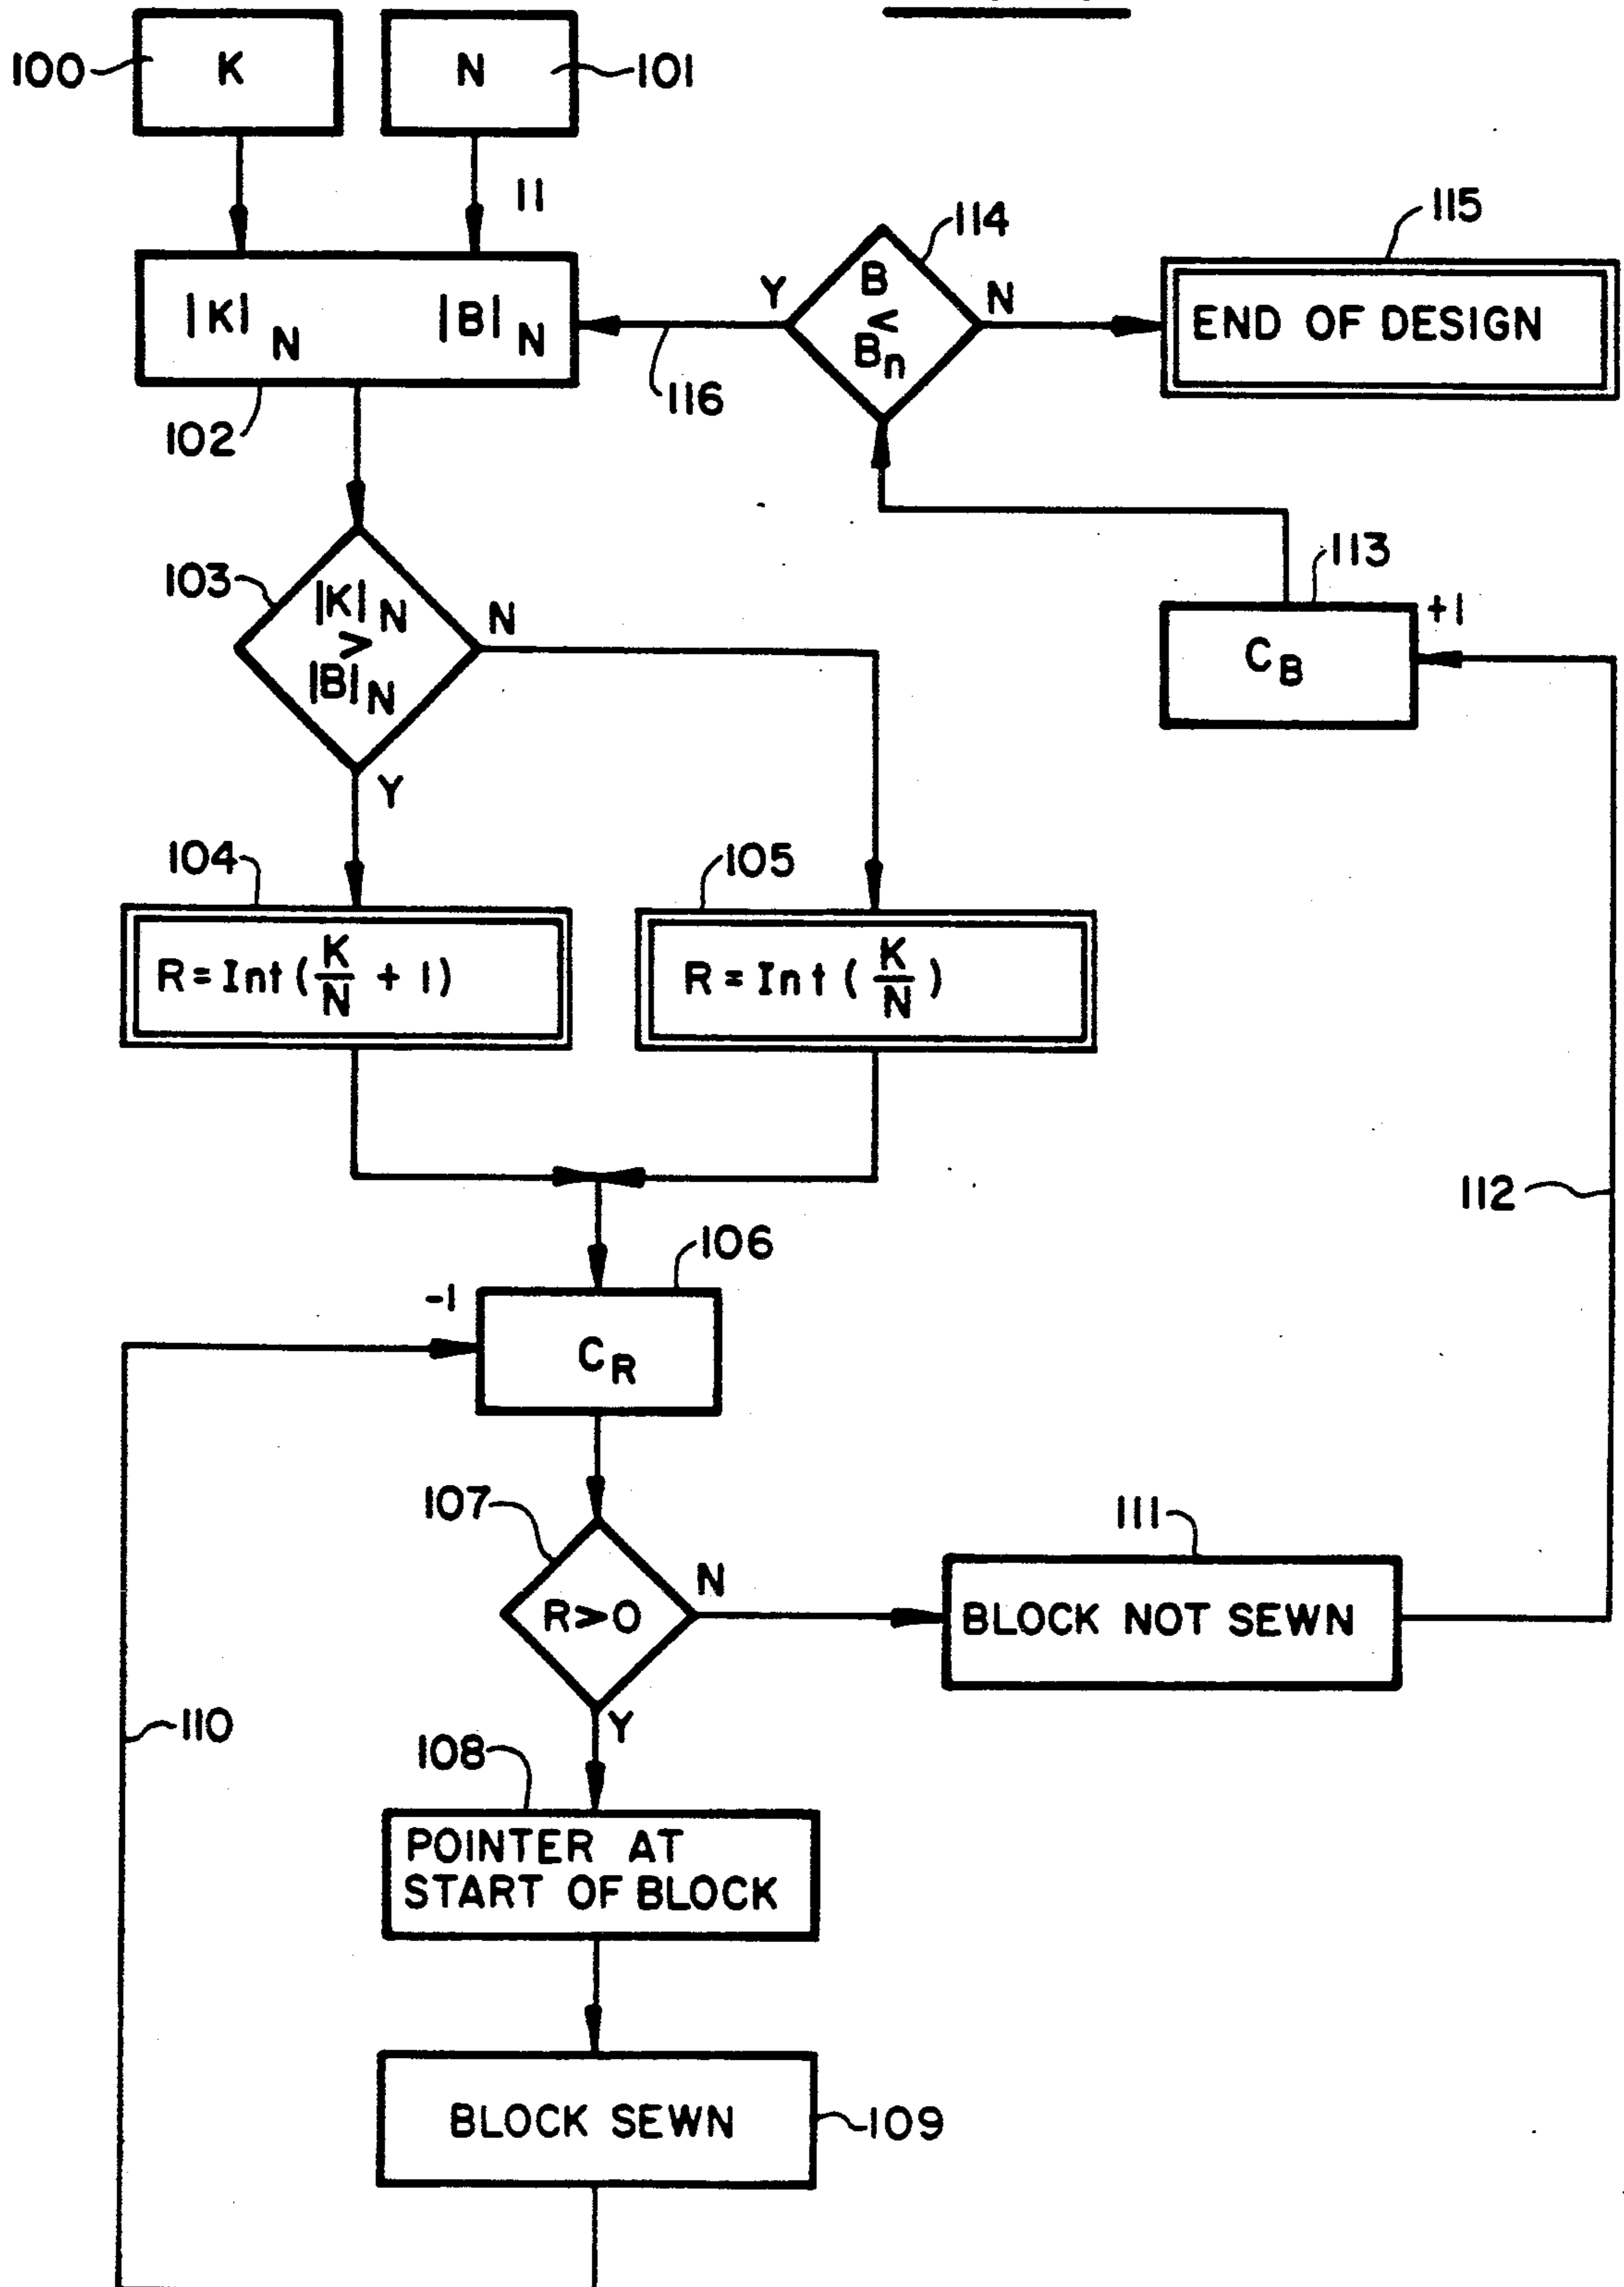 100 K N 101
11
114
115
Y B < Bn N
END OF DESIGN
|K| N |B| N
116
102
113
103
|K| N > |B| N
N
+1
CB
Y
104
105
R = Int ( K/N + 1 )
R = Int ( K/N )
112
106
-1
CR
107
111
R>0
N
BLOCK NOT SEWN
110
Y
108
POINTER AT
START OF BLOCK
BLOCK SEWN
109